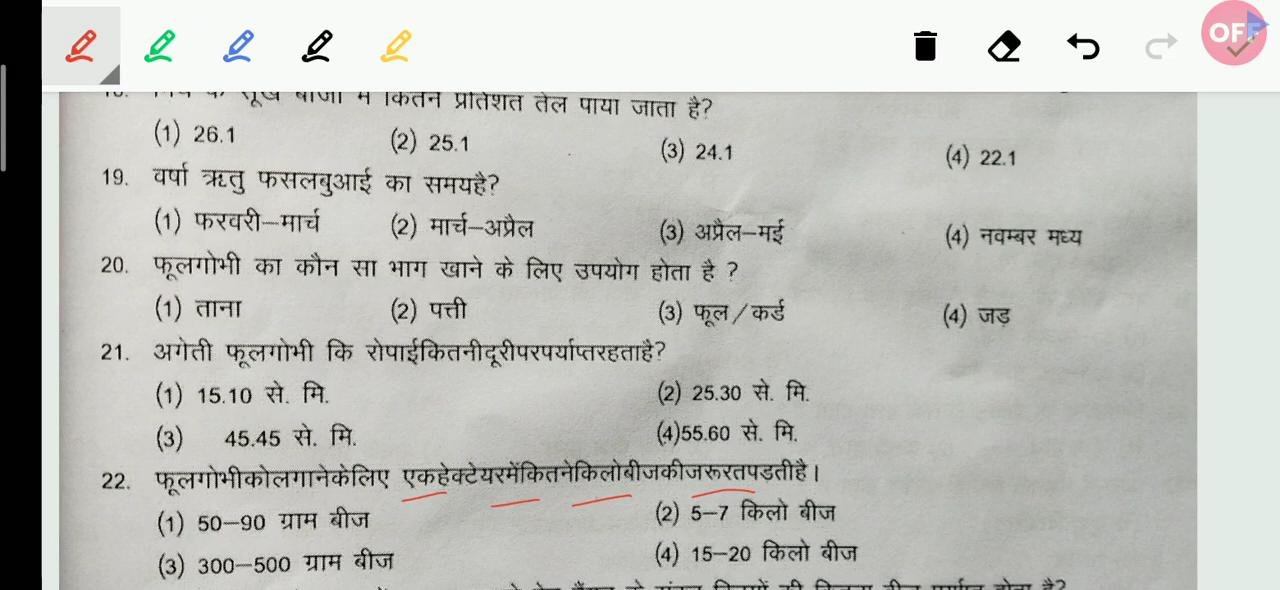 OFF
प्रतिशत तेल पाया जाता है?
(1) 26.1 (2) 25.1 (3) 24.1 (4) 22.1
19. वर्षा ऋतु फसलबुआई का समयहै?
(1) फरवरी–मार्च (2) मार्च–अप्रैल (3) अप्रैल–मई (4) नवम्बर मध्य
20. फूलगोभी का कौन सा भाग खाने के लिए उपयोग होता है ?
(1) ताना (2) पत्ती (3) फूल/कर्ड (4) जड़
21. अगेती फूलगोभी कि रोपाईकितनीदूरीपरपर्याप्तरहताहै?
(1) 15.10 से. मि. (2) 25.30 से. मि.
(3) 45.45 से. मि. (4)55.60 से. मि.
22. फूलगोभीकोलगानेकेलिए एकहेक्टेयरमेंकितनेकिलोबीजकीजरूरतपड़तीहै।
(1) 50–90 ग्राम बीज (2) 5–7 किलो बीज
(3) 300–500 ग्राम बीज (4) 15–20 किलो बीज